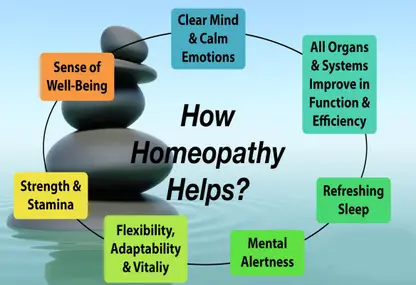 Clear Mind
& Calm
Emotions
All Organs
& Systems
Improve in
Function &
Efficiency
Refreshing
Sleep
Mental
Alertness
Flexibility,
Adaptability
& Vitaliy
Strength &
Stamina
Sense of
Well-Being
How
Homeopathy
Helps?